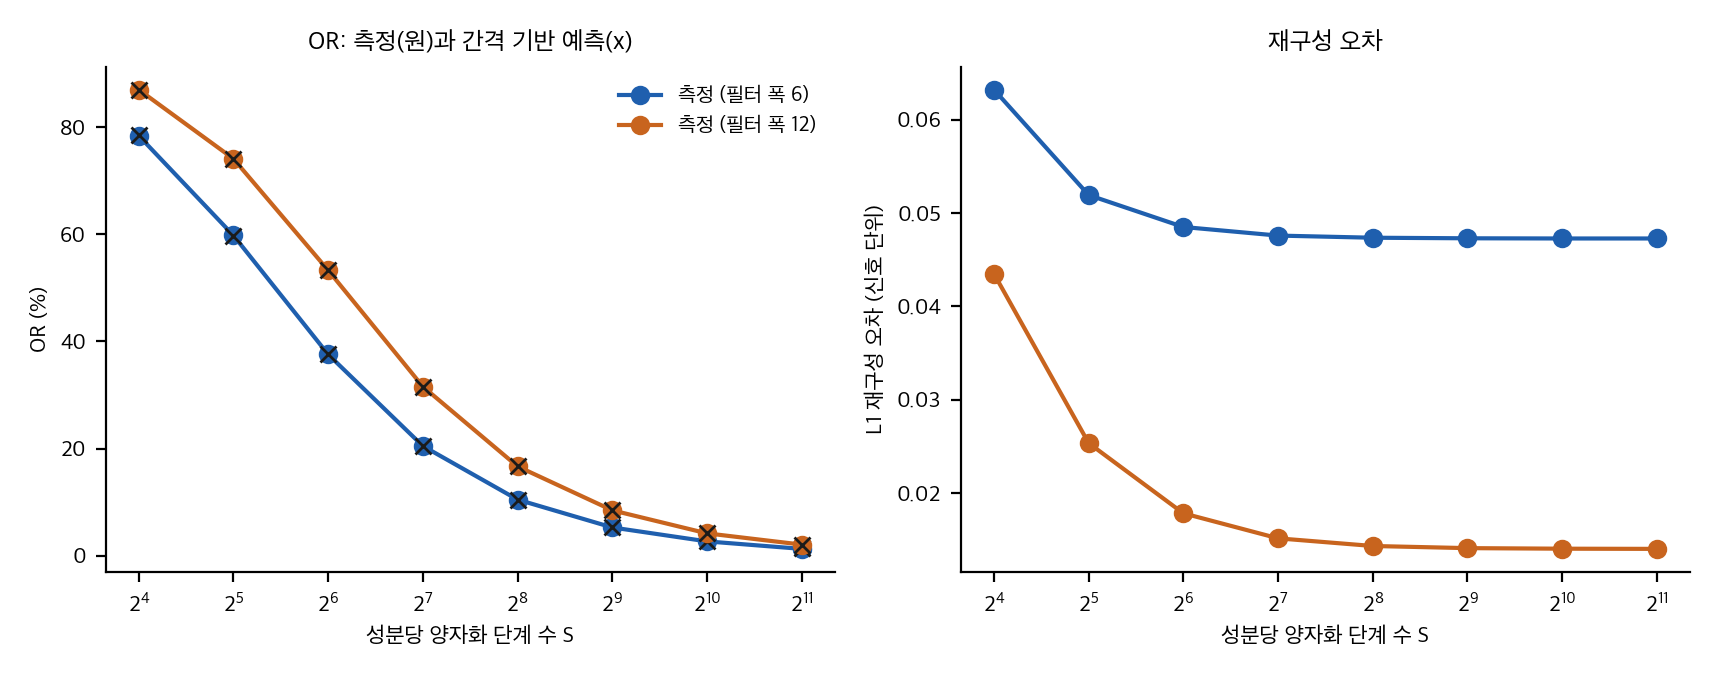 OR: 측정(원)과 간격 기반 예측(x)
측정 (필터 폭 6)
측정 (필터 폭 12)
OR (%)
80
60
40
20
0
2⁴ 2⁵ 2⁶ 2⁷ 2⁸ 2⁹ 2¹⁰ 2¹¹
성분당 양자화 단계 수 S
재구성 오차
L1 재구성 오차 (신호 단위)
0.06
0.05
0.04
0.03
0.02
2⁴ 2⁵ 2⁶ 2⁷ 2⁸ 2⁹ 2¹⁰ 2¹¹
성분당 양자화 단계 수 S